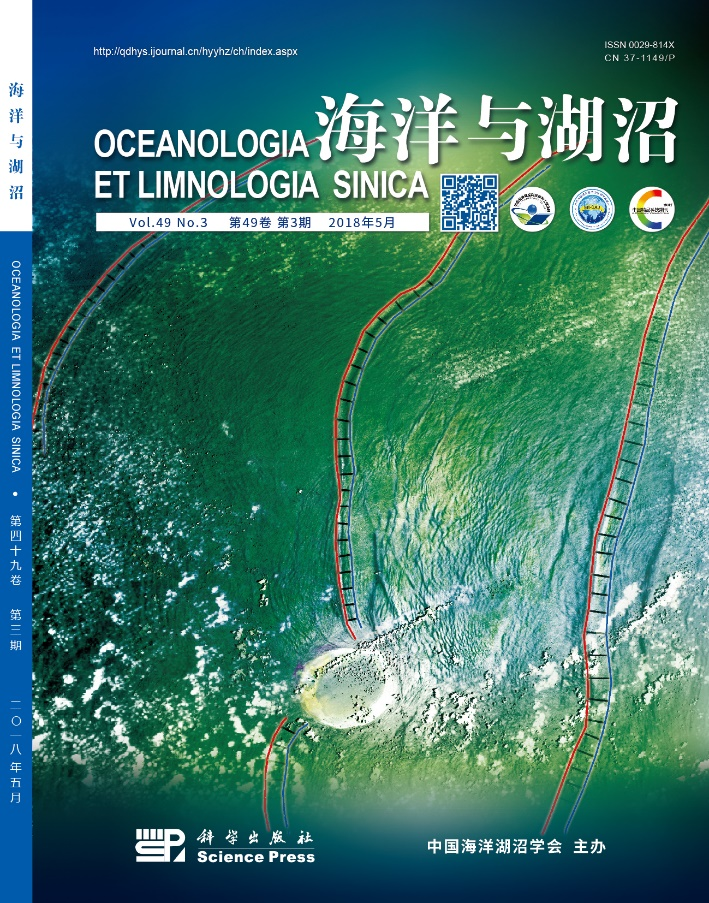 http://qdhys.ijournal.cn/hyyhz/ch/index.aspx
ISSN 0029-814X
CN 37-1149/P
海洋与湖沼
OCEANOLOGIA
ET LIMNOLOGIA SINICA
Vol.49 No.3 第49卷 第3期 2018年5月
科学出版社
Science Press
中国海洋湖沼学会 主办
海洋与湖沼
OCEANOLOGIA ET LIMNOLOGIA SINICA • 第四十九卷 第三期 二〇一八年五月